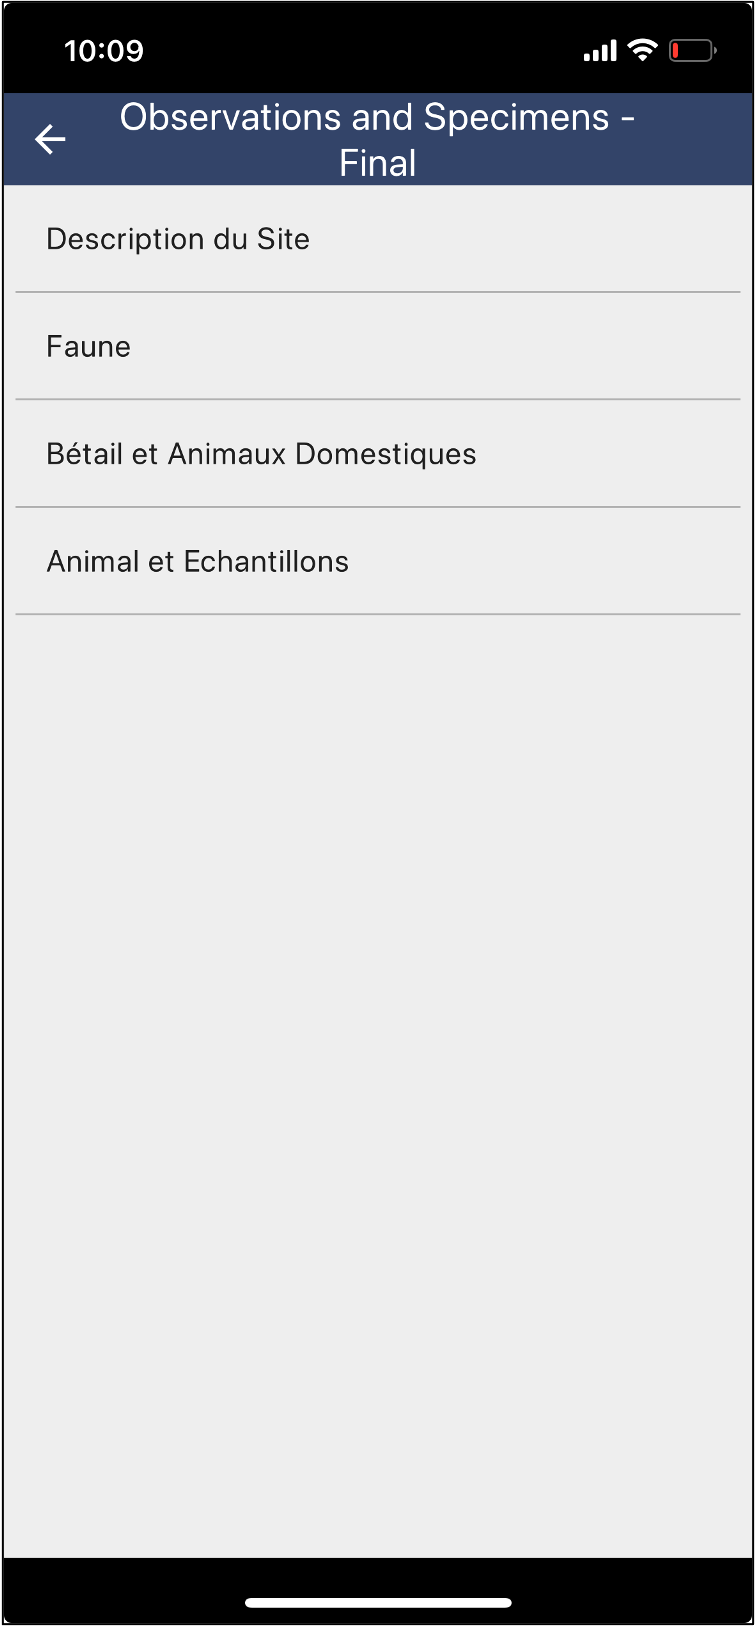 10:09
Observations and Specimens -
Final
Description du Site
Faune
Bétail et Animaux Domestiques
Animal et Echantillons